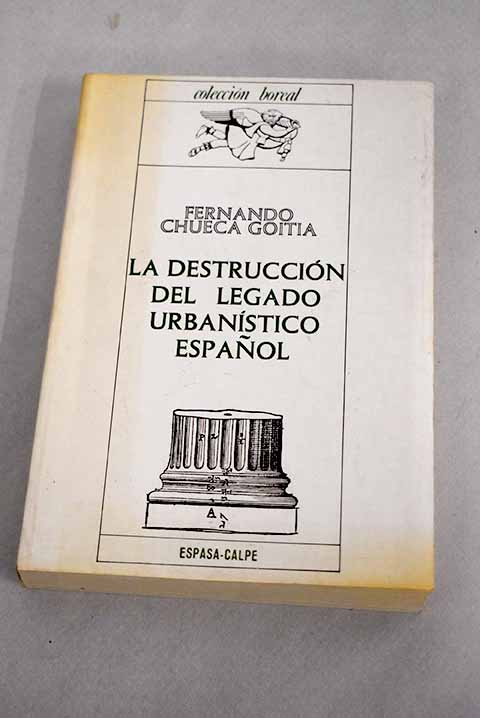 colección boreal
FERNANDO
CHUECA GOITIA
LA DESTRUCCIÓN
DEL LEGADO
URBANÍSTICO
ESPAÑOL
A
ESPASA-CALPE